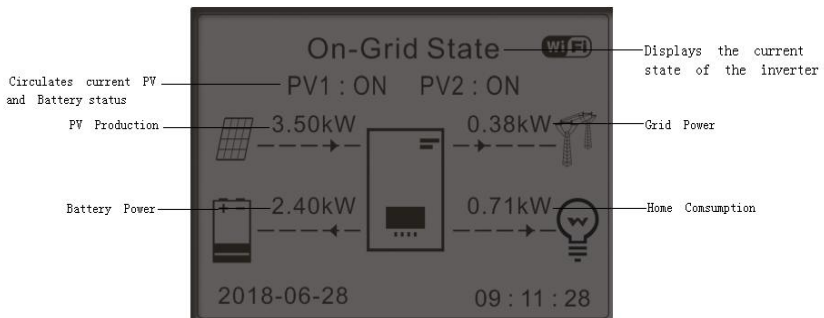 On-Grid State
WiFi
Displays the current
state of the inverter
Circulates current PV
and Battery status
PV1 : ON PV2 : ON
PV Production
3.50kW
0.38kW
Grid Power
Battery Power
2.40kW
0.71kW
Home Comsumption
2018-06-28
09 : 11 : 28